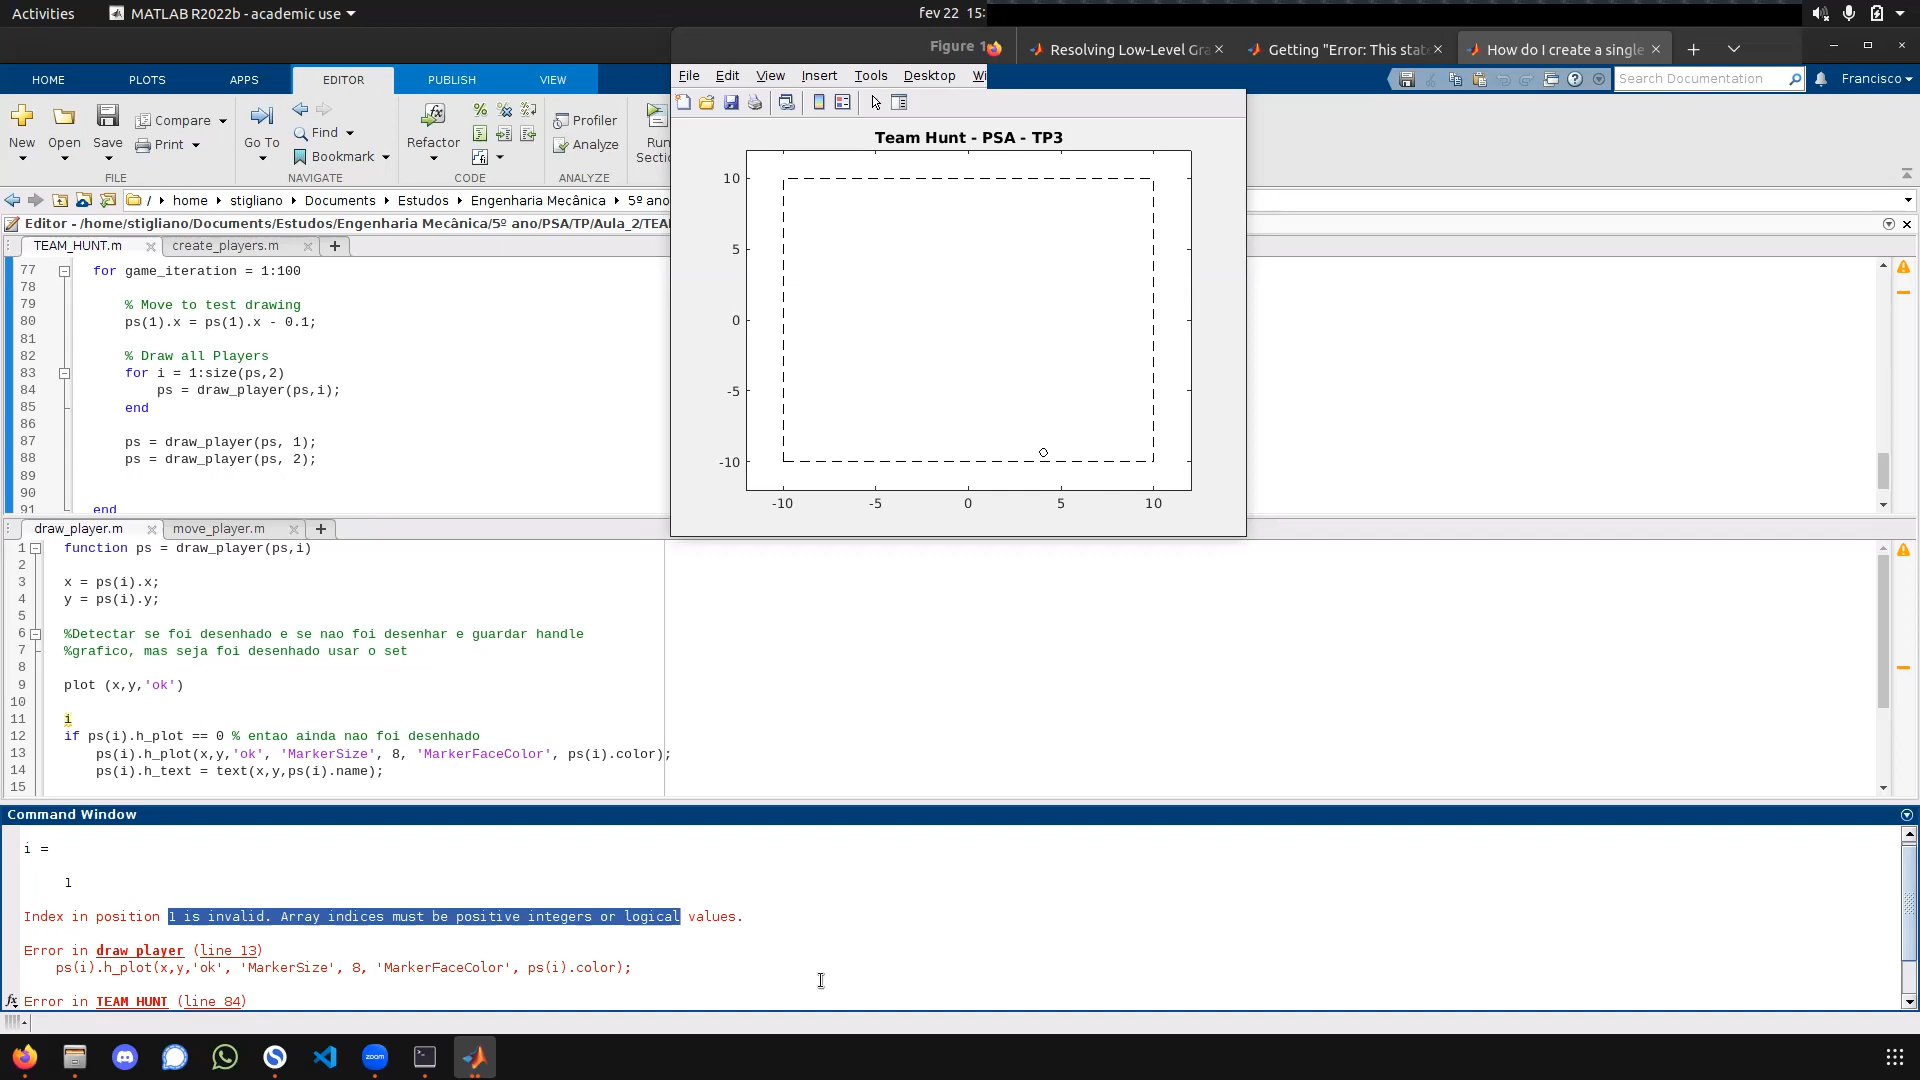 Activities
MATLAB R2022b - academic use
fev 22 15:
Figure 1
Resolving Low-Level Gra
Getting "Error: This stat
How do I create a single
HOME
PLOTS
APPS
EDITOR
PUBLISH
VIEW
File
Edit
View
Insert
Tools
Desktop
Wi
Search Documentation
Francisco
New
Open
Save
Compare
Print
Go To
Find
Bookmark
Refactor
Profiler
Analyze
Run
Sectio
FILE
NAVIGATE
CODE
ANALYZE
/ home stigliano Documents Estudos Engenharia Mecânica 5º ano
Editor - /home/stigliano/Documents/Estudos/Engenharia Mecânica/5º ano/PSA/TP/Aula_2/TEA
TEAM_HUNT.m
create_players.m
77 for game_iteration = 1:100
78
79 % Move to test drawing
80 ps(1).x = ps(1).x - 0.1;
81
82 % Draw all Players
83 for i = 1:size(ps,2)
84 ps = draw_player(ps,i);
85 end
86
87 ps = draw_player(ps, 1);
88 ps = draw_player(ps, 2);
89
90
91 end
Team Hunt - PSA - TP3
10
5
0
-5
-10
-10
-5
0
5
10
draw_player.m
move_player.m
1 function ps = draw_player(ps,i)
2
3 x = ps(i).x;
4 y = ps(i).y;
5
6 %Detectar se foi desenhado e se nao foi desenhar e guardar handle
7 %grafico, mas seja foi desenhado usar o set
8
9 plot (x,y,'ok')
10
11 i
12 if ps(i).h_plot == 0 % entao ainda nao foi desenhado
13 ps(i).h_plot(x,y,'ok', 'MarkerSize', 8, 'MarkerFaceColor', ps(i).color);
14 ps(i).h_text = text(x,y,ps(i).name);
15
Command Window
i =
1
Index in position 1 is invalid. Array indices must be positive integers or logical values.
Error in draw_player (line 13)
ps(i).h_plot(x,y,'ok', 'MarkerSize', 8, 'MarkerFaceColor', ps(i).color);
fx Error in TEAM_HUNT (line 84)
zoom